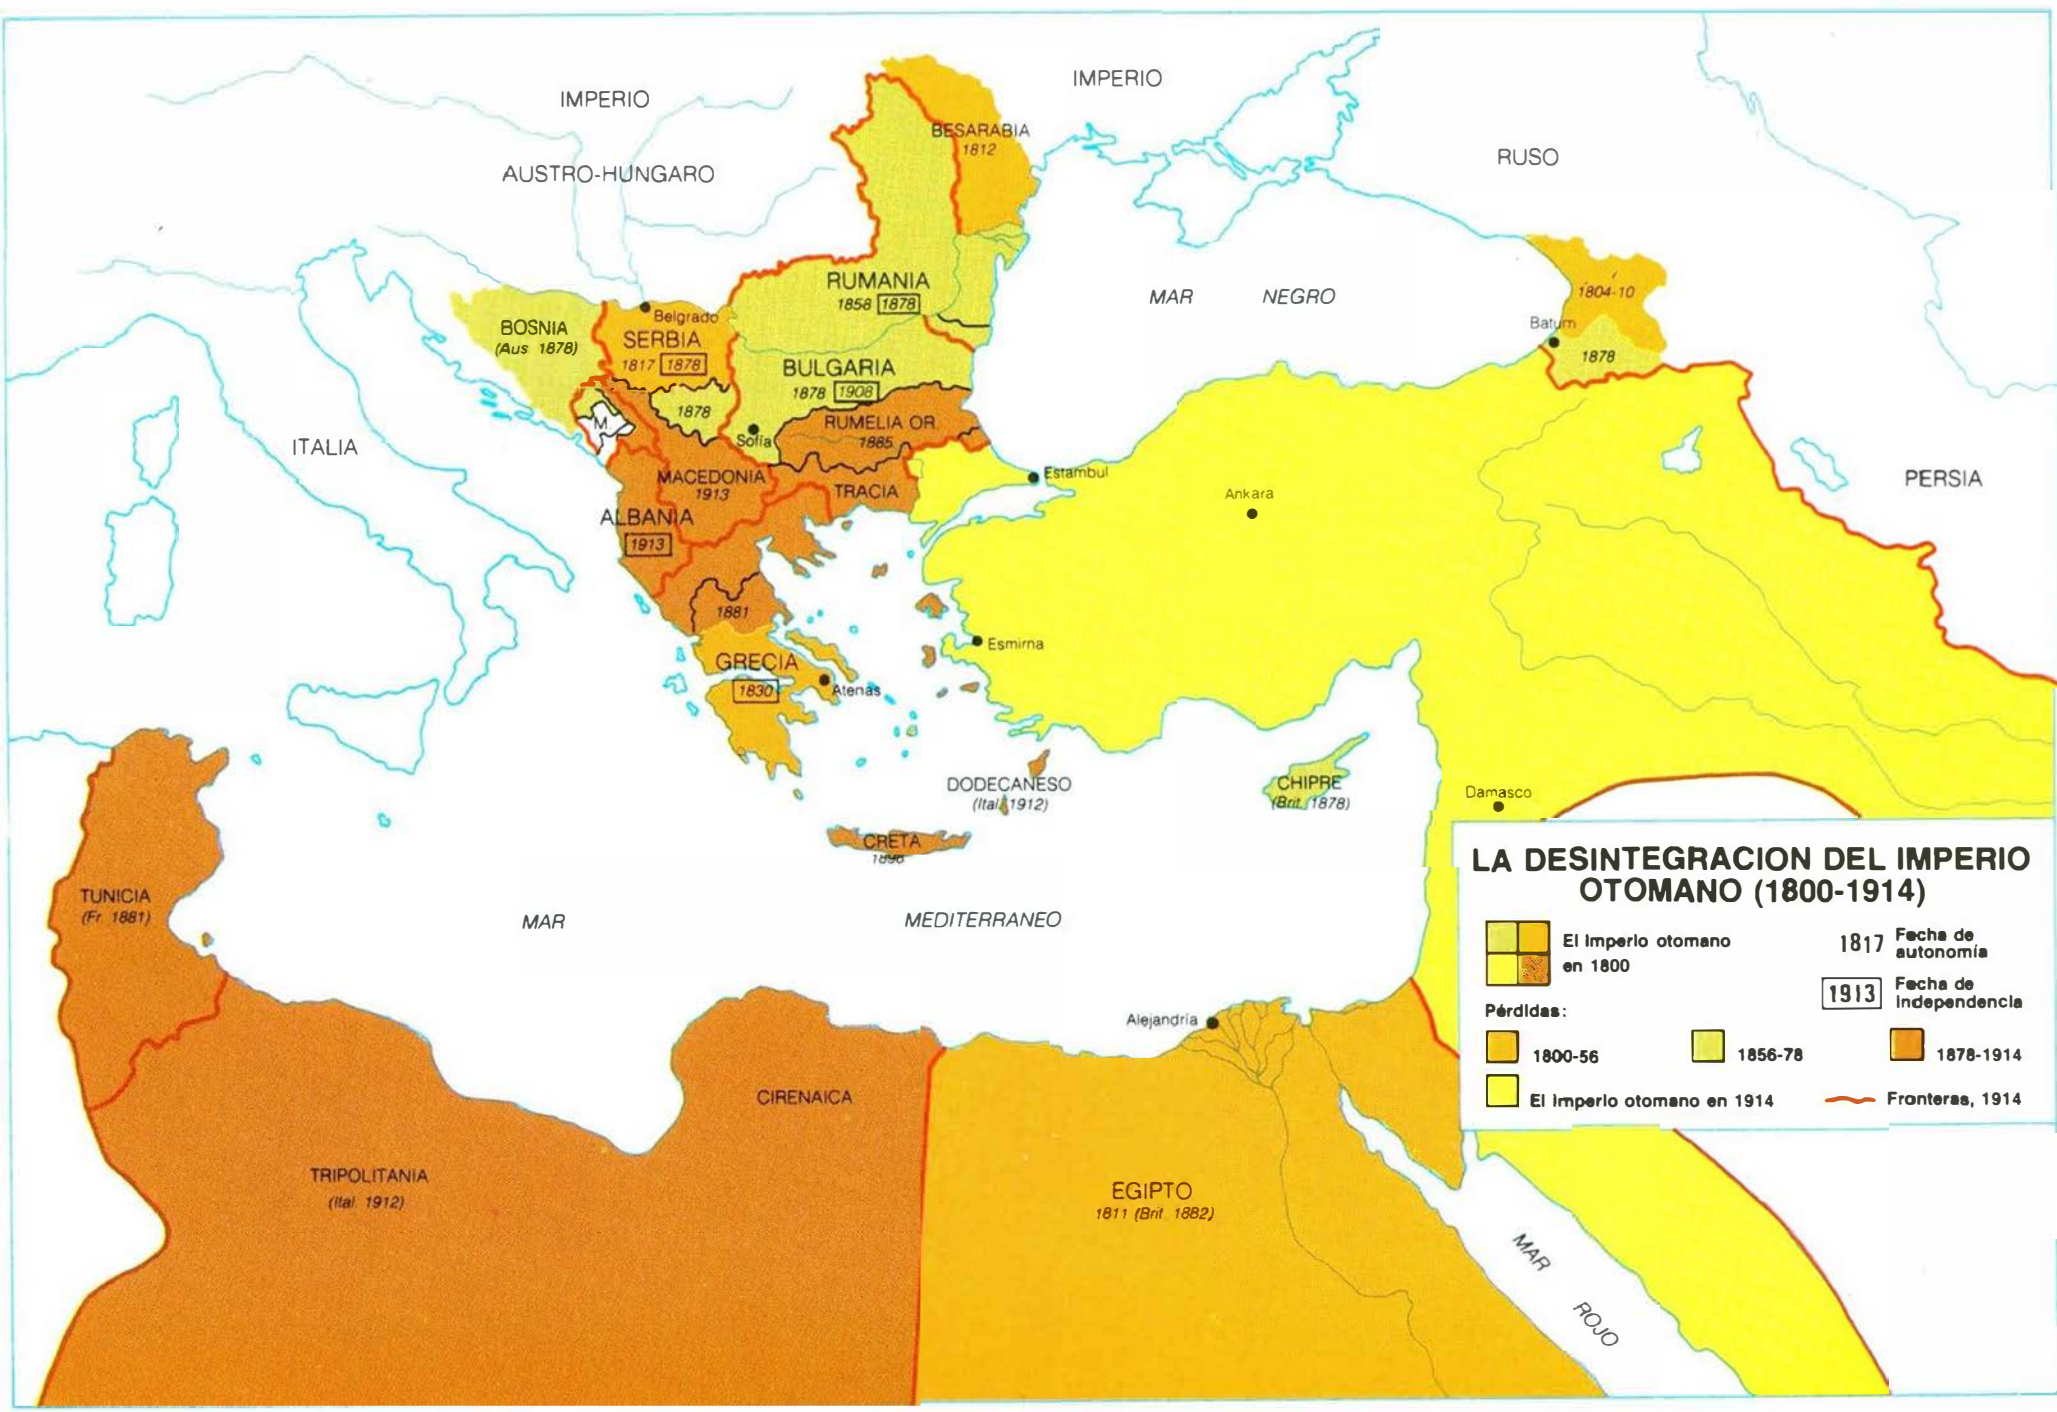 IMPERIO
AUSTRO-HUNGARO
IMPERIO
RUSO
BESARABIA
1812
RUMANIA
1858 1878
MAR NEGRO
1804-10
Batum
1878
BOSNIA
(Aus. 1878)
Belgrado
SERBIA
1817 1878
BULGARIA
1878 1908
1878
M.
Sofía
RUMELIA OR.
1885
ITALIA
MACEDONIA
1913
TRACIA
Estambul
Ankara
PERSIA
ALBANIA
1913
1881
Esmirna
GRECIA
1830
Atenas
DODECANESO
(Ital. 1912)
CHIPRE
(Brit. 1878)
Damasco
CRETA
1898
TUNICIA
(Fr. 1881)
MAR MEDITERRANEO
Alejandría
CIRENAICA
TRIPOLITANIA
(Ital. 1912)
EGIPTO
1811 (Brit. 1882)
MAR
ROJO
LA DESINTEGRACION DEL IMPERIO
OTOMANO (1800-1914)
El Imperio otomano
en 1800
1817 Fecha de
autonomía
1913 Fecha de
independencia
Pérdidas:
1800-56
1856-78
1878-1914
El Imperio otomano en 1914
Fronteras, 1914